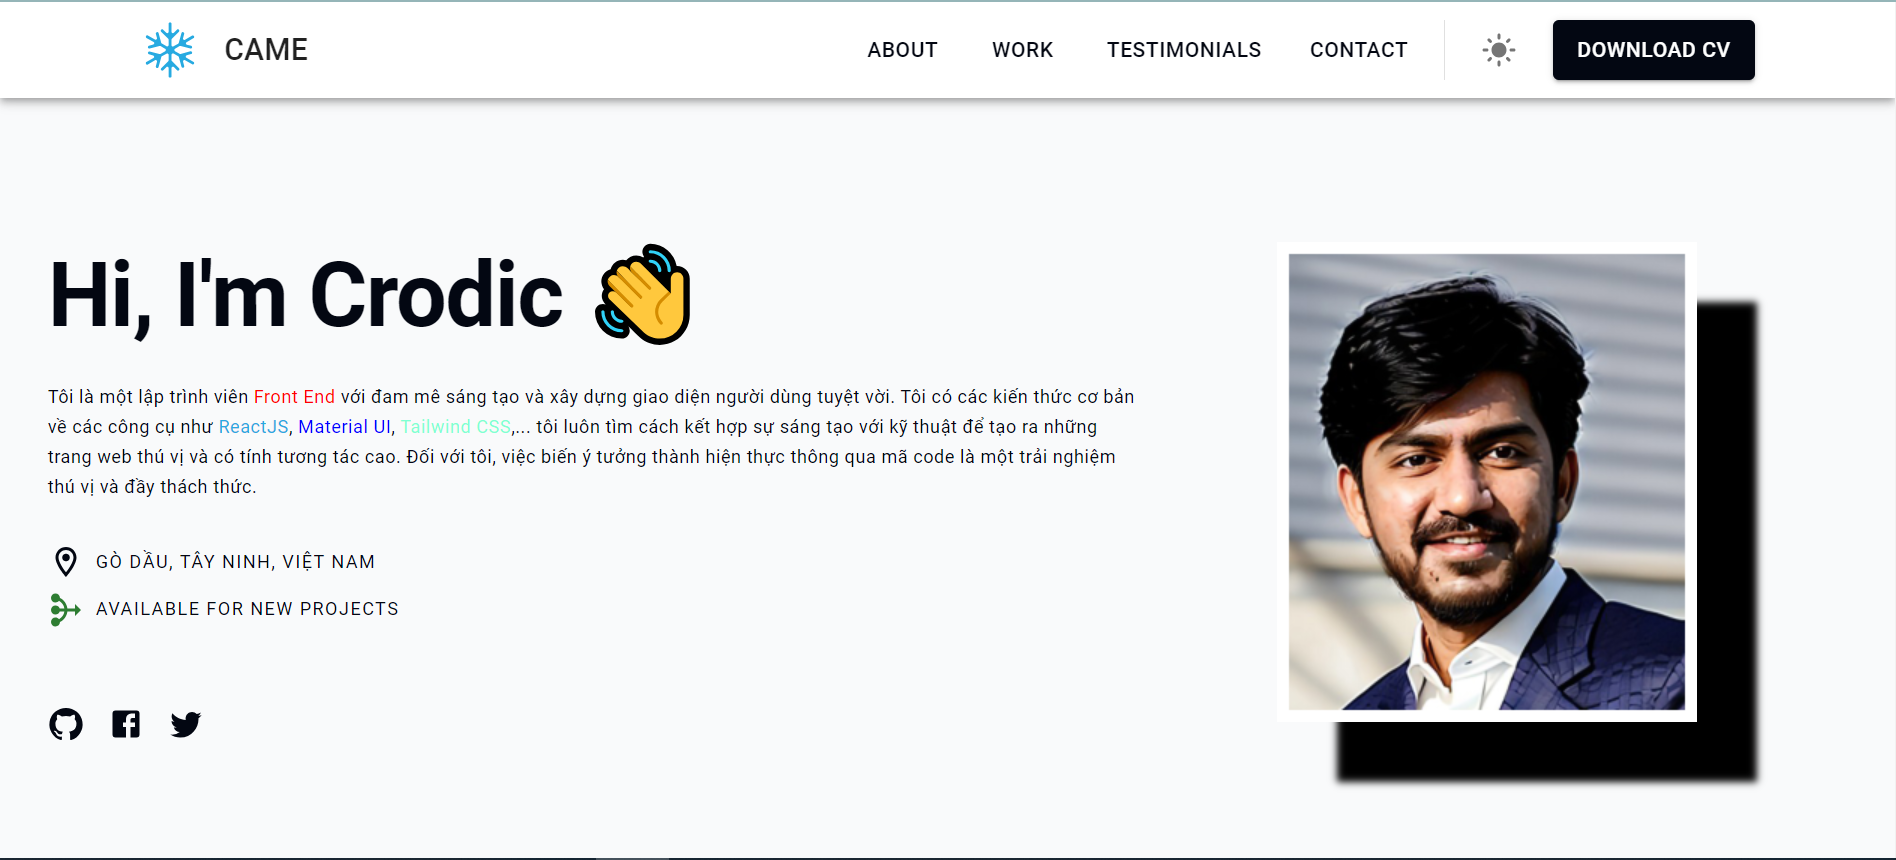 CAME
ABOUT WORK TESTIMONIALS CONTACT DOWNLOAD CV
Hi, I'm Crodic
Tôi là một lập trình viên Front End với đam mê sáng tạo và xây dựng giao diện người dùng tuyệt vời. Tôi có các kiến thức cơ bản
về các công cụ như ReactJS, Material UI, Tailwind CSS,... tôi luôn tìm cách kết hợp sự sáng tạo với kỹ thuật để tạo ra những
trang web thú vị và có tính tương tác cao. Đối với tôi, việc biến ý tưởng thành hiện thực thông qua mã code là một trải nghiệm
thú vị và đầy thách thức.
GÒ DẦU, TÂY NINH, VIỆT NAM
AVAILABLE FOR NEW PROJECTS